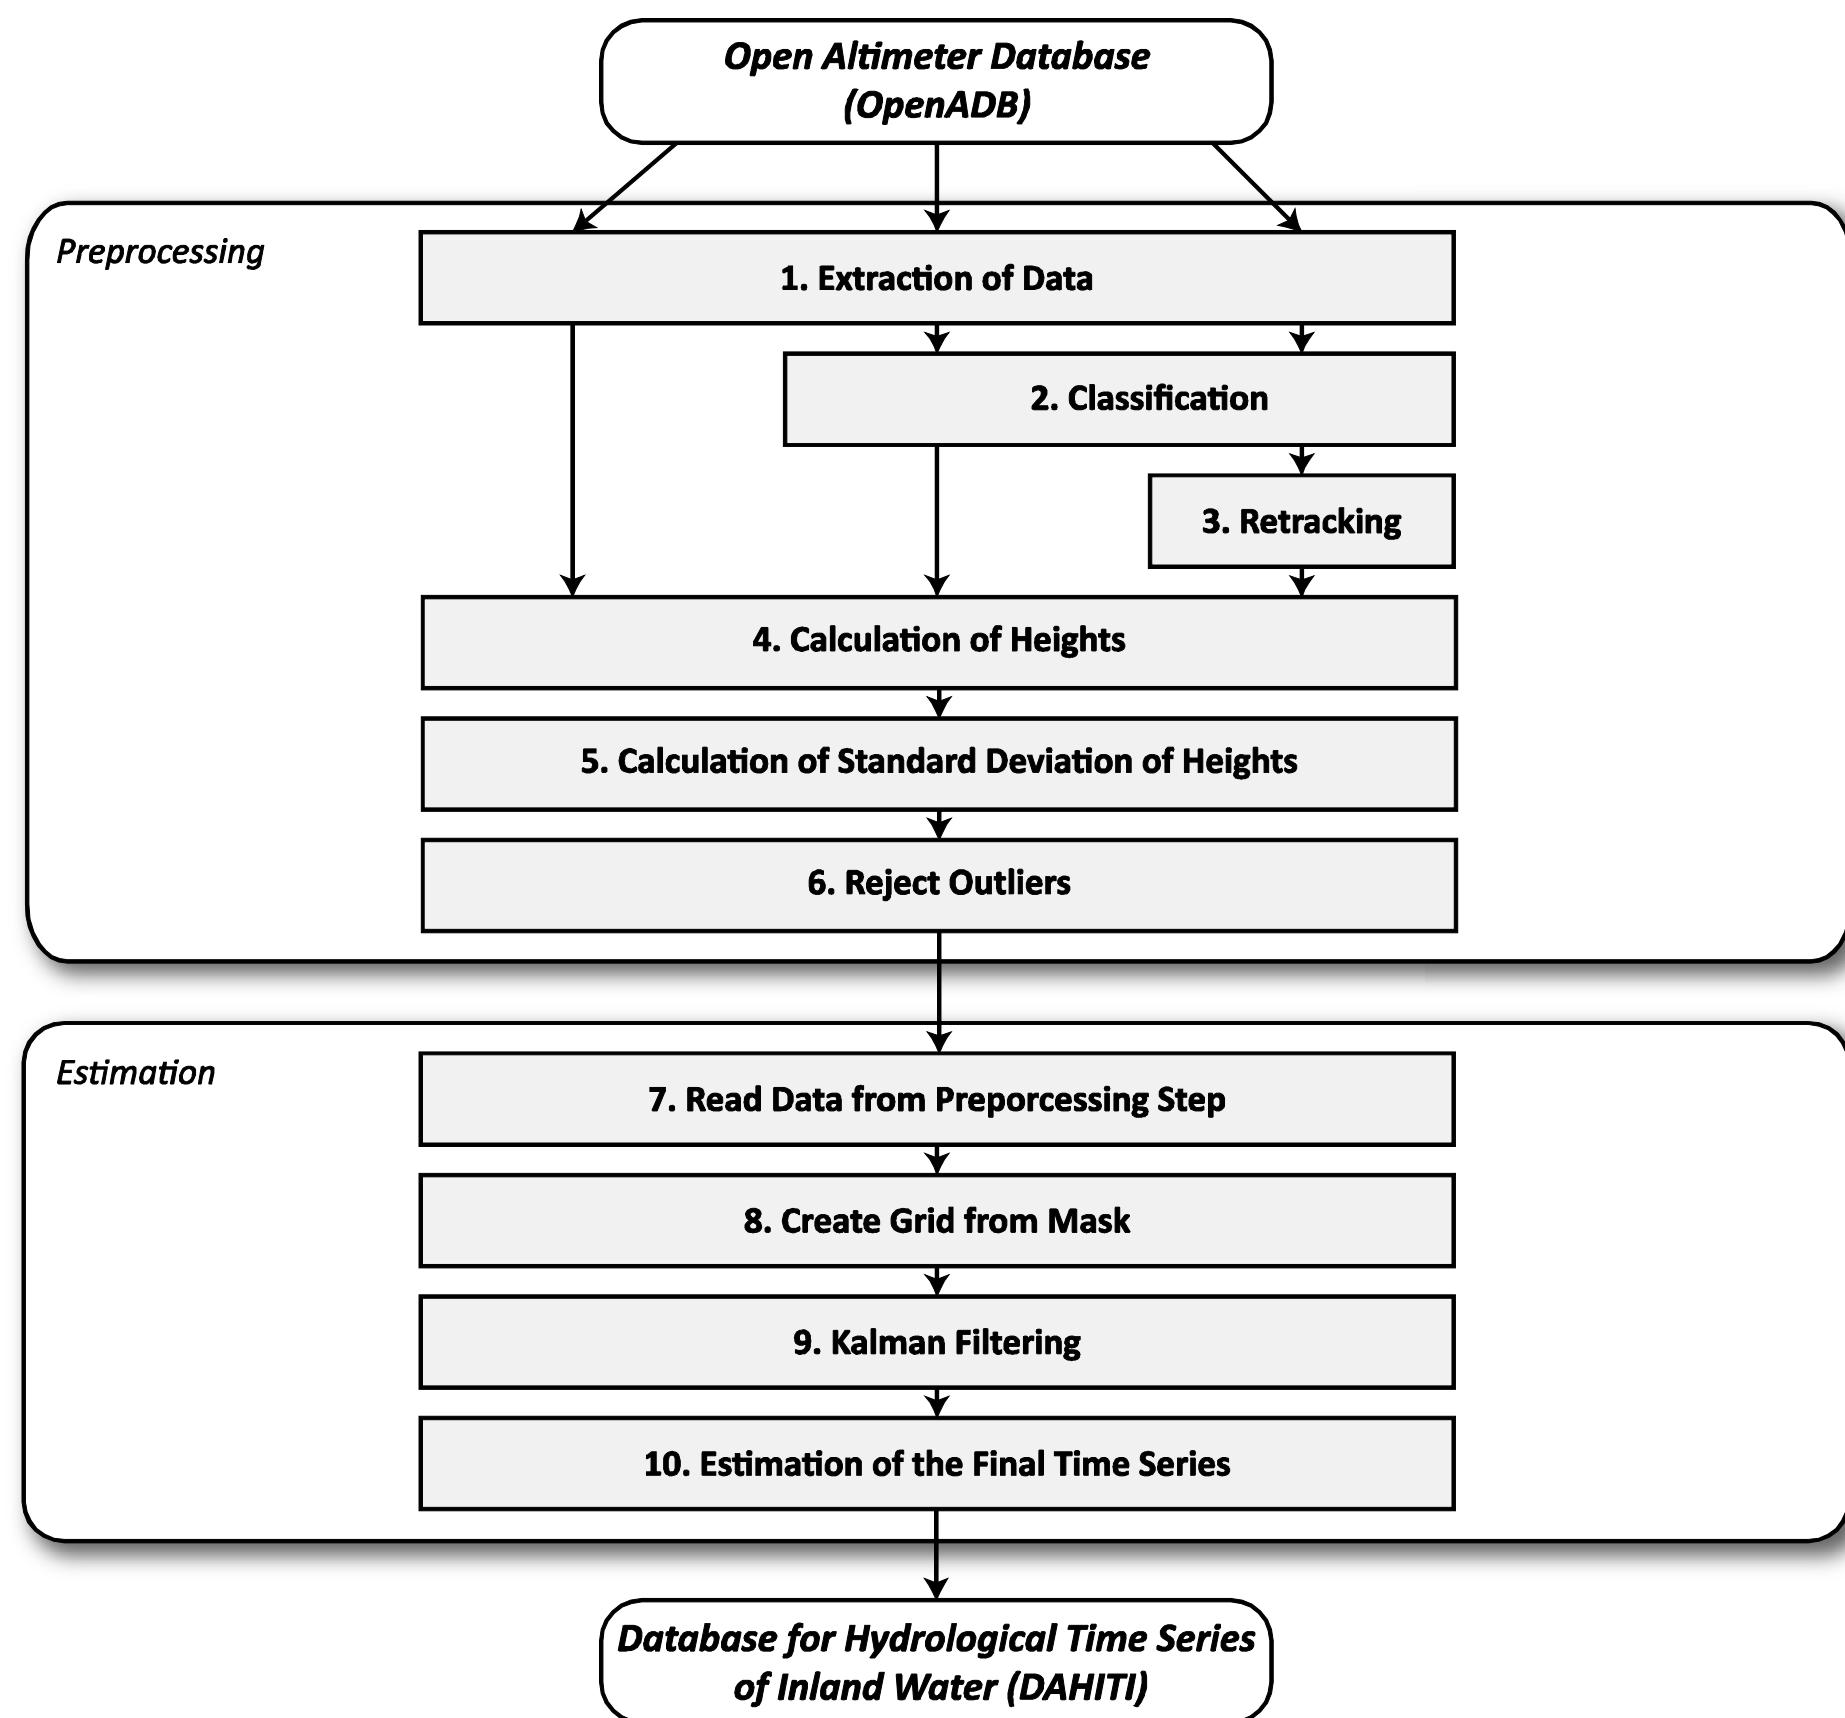 Open Altimeter Database
(OpenADB)
Preprocessing
1. Extraction of Data
2. Classification
3. Retracking
4. Calculation of Heights
5. Calculation of Standard Deviation of Heights
6. Reject Outliers
Estimation
7. Read Data from Preporcessing Step
8. Create Grid from Mask
9. Kalman Filtering
10. Estimation of the Final Time Series
Database for Hydrological Time Series
of Inland Water (DAHITI)